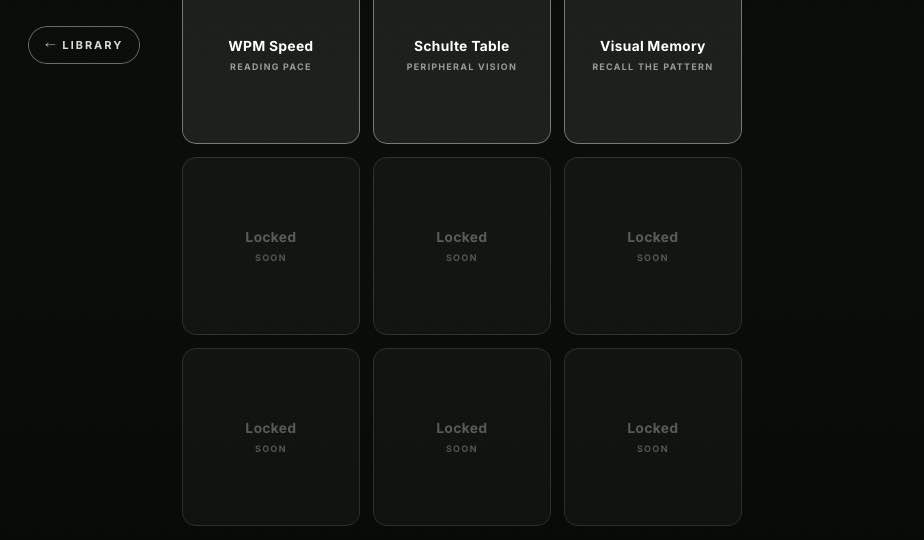 ← LIBRARY
WPM Speed
READING PACE
Schulte Table
PERIPHERAL VISION
Visual Memory
RECALL THE PATTERN
Locked
SOON
Locked
SOON
Locked
SOON
Locked
SOON
Locked
SOON
Locked
SOON